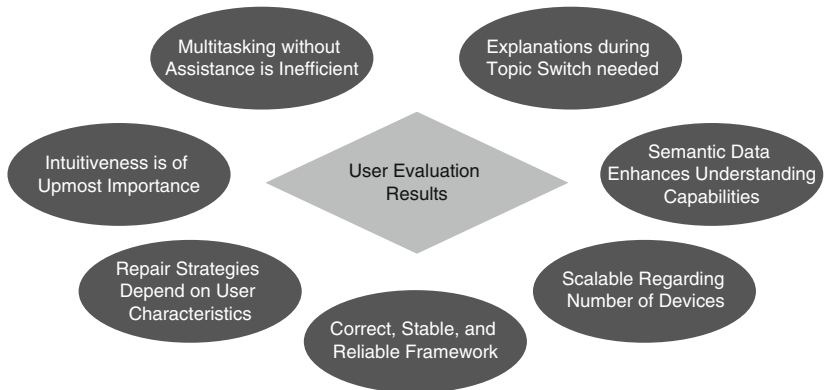 Multitasking without
Assistance is Inefficient
Explanations during
Topic Switch needed
Intuitiveness is of
Upmost Importance
User Evaluation
Results
Semantic Data
Enhances Understanding
Capabilities
Repair Strategies
Depend on User
Characteristics
Scalable Regarding
Number of Devices
Correct, Stable, and
Reliable Framework